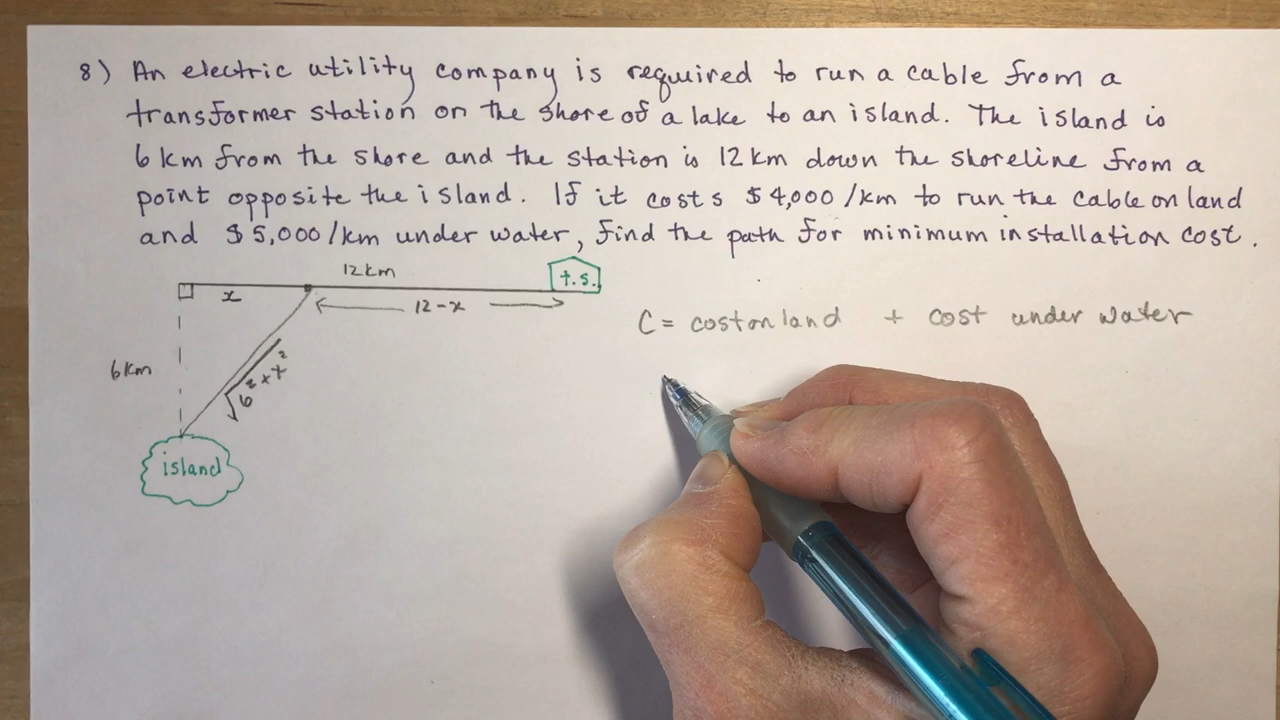 8) An electric utility company is required to run a cable from a
transformer station on the shore of a lake to an island. The island is
6 km from the shore and the station is 12 km down the shoreline from a
point opposite the island. If it costs $4,000/km to run the cable on land
and $5,000/km under water, find the path for minimum installation cost.
12 km
t.s.
x
12-x
C = cost on land + cost under water
6 km
√6²+x²
island